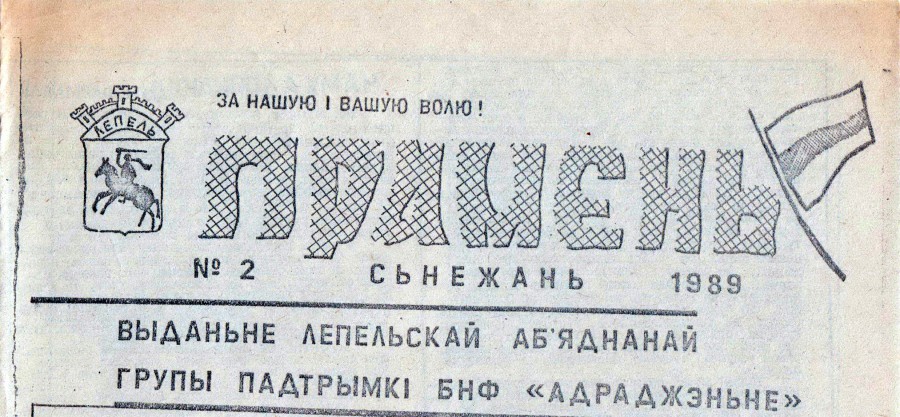 ЗА НАШУЮ І ВАШУЮ ВОЛЮ!
ЛЕПЕЛЬ
ПРАМЕНЬ
№ 2 СЬНЕЖАНЬ 1989
ВЫДАНЬНЕ ЛЕПЕЛЬСКАЙ АБ'ЯДНАНАЙ
ГРУПЫ ПАДТРЫМКІ БНФ «АДРАДЖЭНЬНЕ»